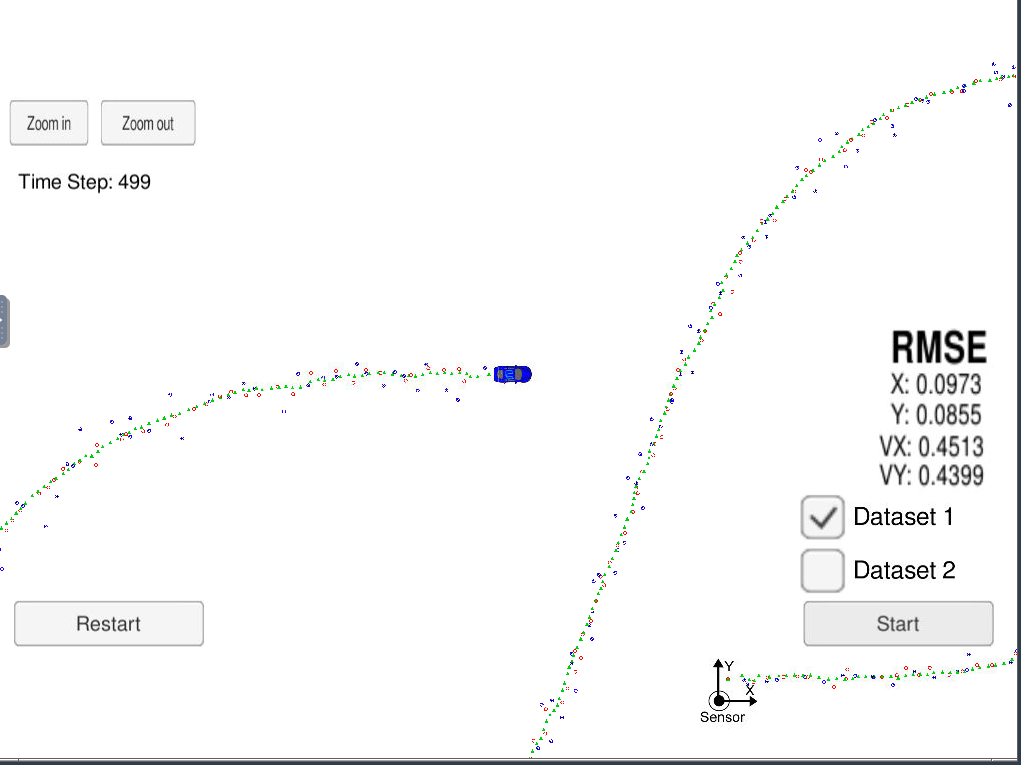 Zoom in
Zoom out
Time Step: 499
RMSE
X: 0.0973
Y: 0.0855
VX: 0.4513
VY: 0.4399
Dataset 1
Dataset 2
Restart
Start
Y
X
Sensor